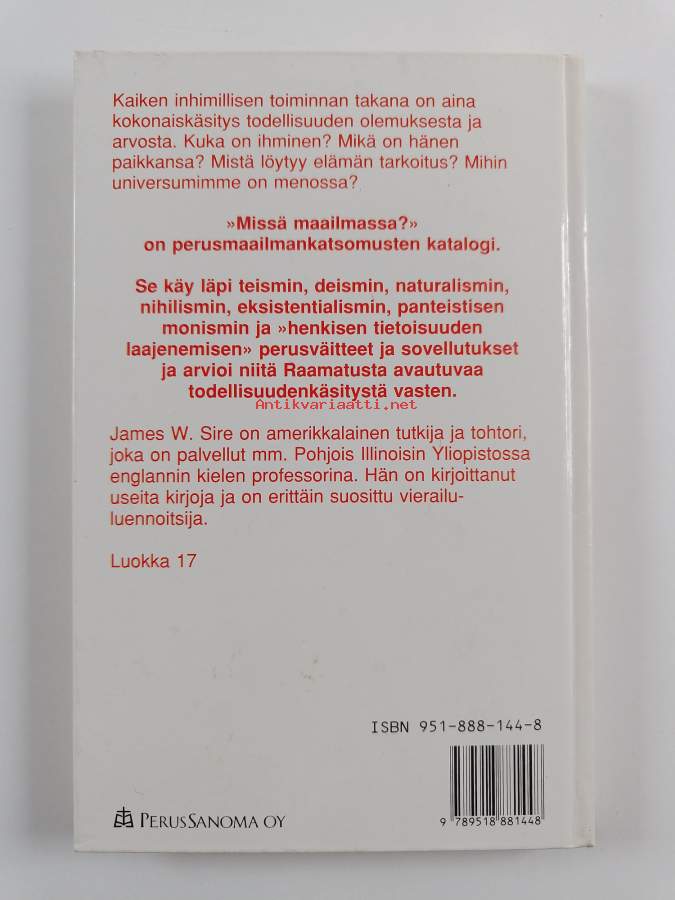 Kaiken inhimillisen toiminnan takana on aina
kokonaiskäsitys todellisuuden olemuksesta ja
arvosta. Kuka on ihminen? Mikä on hänen
paikkansa? Mistä löytyy elämän tarkoitus? Mihin
universumimme on menossa?
»Missä maailmassa?»
on perusmaailmankatsomusten katalogi.
Se käy läpi teismin, deismin, naturalismin,
nihilismin, eksistentialismin, panteistisen
monismin ja »henkisen tietoisuuden
laajenemisen» perusväitteet ja sovellutukset
ja arvioi niitä Raamatusta avautuvaa
todellisuudenkäsitystä vasten.
Antikvariaatti.net
James W. Sire on amerikkalainen tutkija ja tohtori,
joka on palvellut mm. Pohjois Illinoisin Yliopistossa
englannin kielen professorina. Hän on kirjoittanut
useita kirjoja ja on erittäin suosittu vierailu-
luennoitsija.
Luokka 17
ISBN 951-888-144-8
9 789518 881448
PERUSSANOMA OY